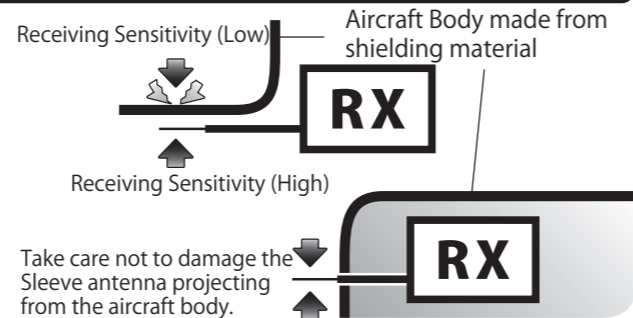 Receiving Sensitivity (Low)
Aircraft Body made from
shielding material
RX
Receiving Sensitivity (High)
RX
Take care not to damage the
Sleeve antenna projecting
from the aircraft body.